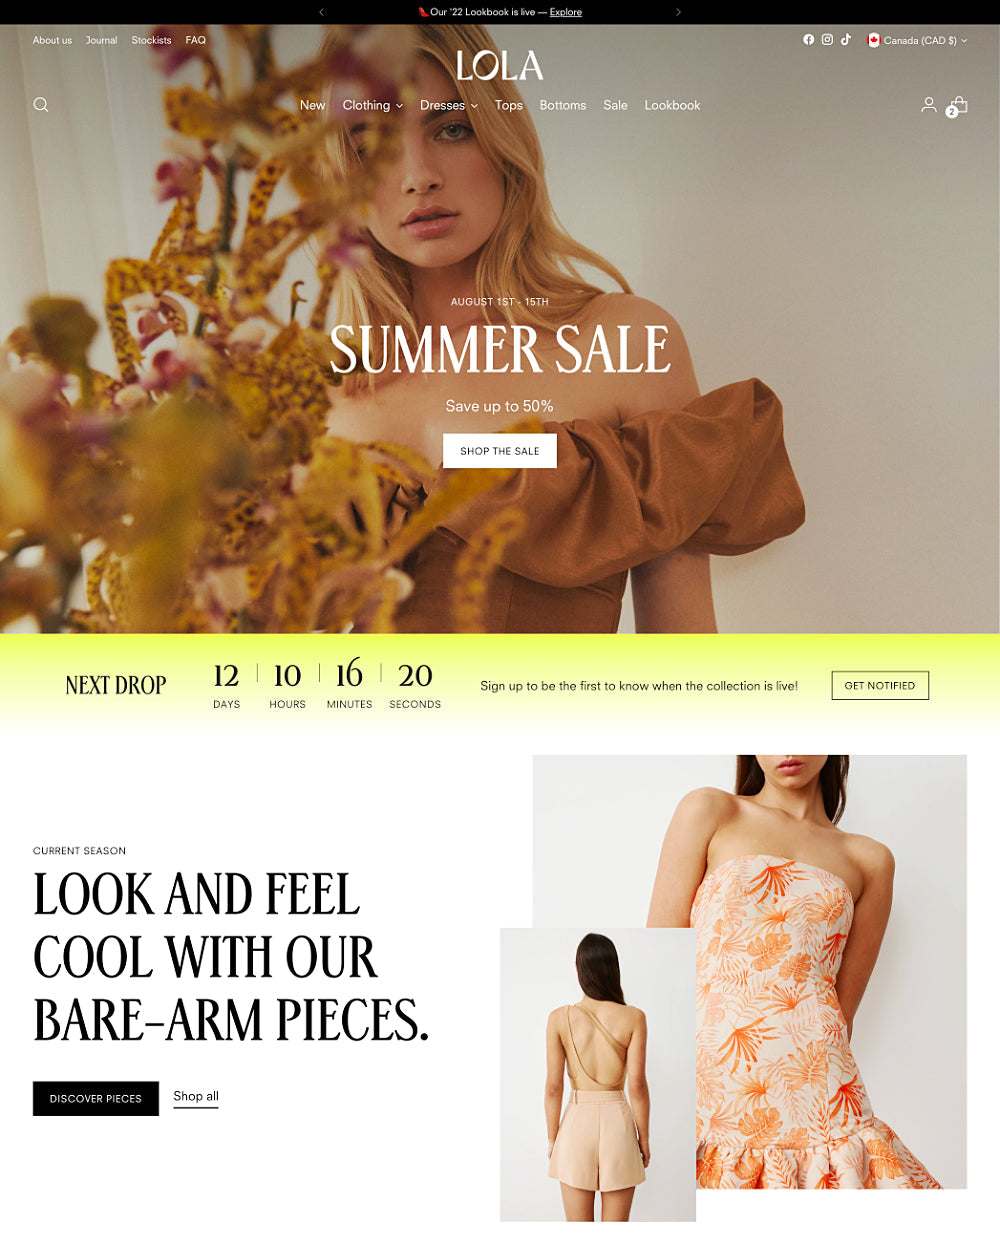 Our '22 Lookbook is live — Explore
About us Journal Stockists FAQ
Canada (CAD $)
LOLA
New Clothing Dresses Tops Bottoms Sale Lookbook
2
AUGUST 1ST - 15TH
SUMMER SALE
Save up to 50%
SHOP THE SALE
NEXT DROP
12 10 16 20
DAYS HOURS MINUTES SECONDS
Sign up to be the first to know when the collection is live!
GET NOTIFIED
CURRENT SEASON
LOOK AND FEEL
COOL WITH OUR
BARE-ARM PIECES.
DISCOVER PIECES
Shop all